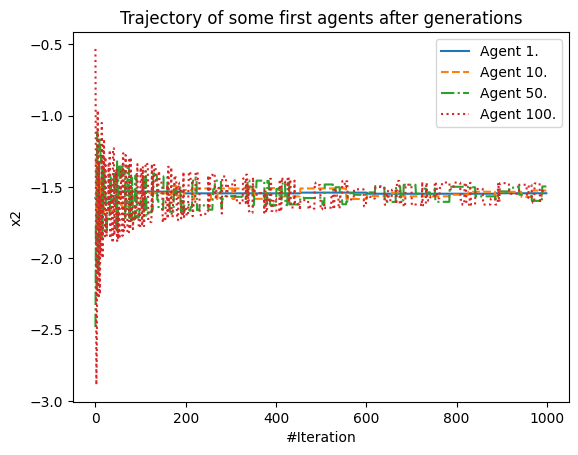 Trajectory of some first agents after generations
Agent 1.
Agent 10.
Agent 50.
Agent 100.
x2
−0.5
−1.0
−1.5
−2.0
−2.5
−3.0
0
200
400
600
800
1000
#Iteration